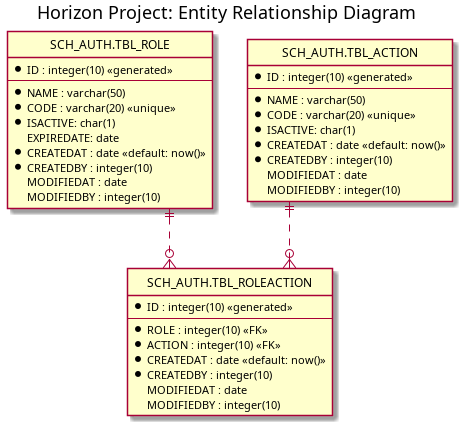 Horizon Project: Entity Relationship Diagram
SCH_AUTH.TBL_ROLE
ID : integer(10) «generated»
NAME : varchar(50)
CODE : varchar(20) «unique»
ISACTIVE: char(1)
EXPIREDATE: date
CREATEDAT : date «default: now()»
CREATEDBY : integer(10)
MODIFIEDAT : date
MODIFIEDBY : integer(10)
SCH_AUTH.TBL_ACTION
ID : integer(10) «generated»
NAME : varchar(50)
CODE : varchar(20) «unique»
ISACTIVE: char(1)
CREATEDAT : date «default: now()»
CREATEDBY : integer(10)
MODIFIEDAT : date
MODIFIEDBY : integer(10)
SCH_AUTH.TBL_ROLEACTION
ID : integer(10) «generated»
ROLE : integer(10) «FK»
ACTION : integer(10) «FK»
CREATEDAT : date «default: now()»
CREATEDBY : integer(10)
MODIFIEDAT : date
MODIFIEDBY : integer(10)